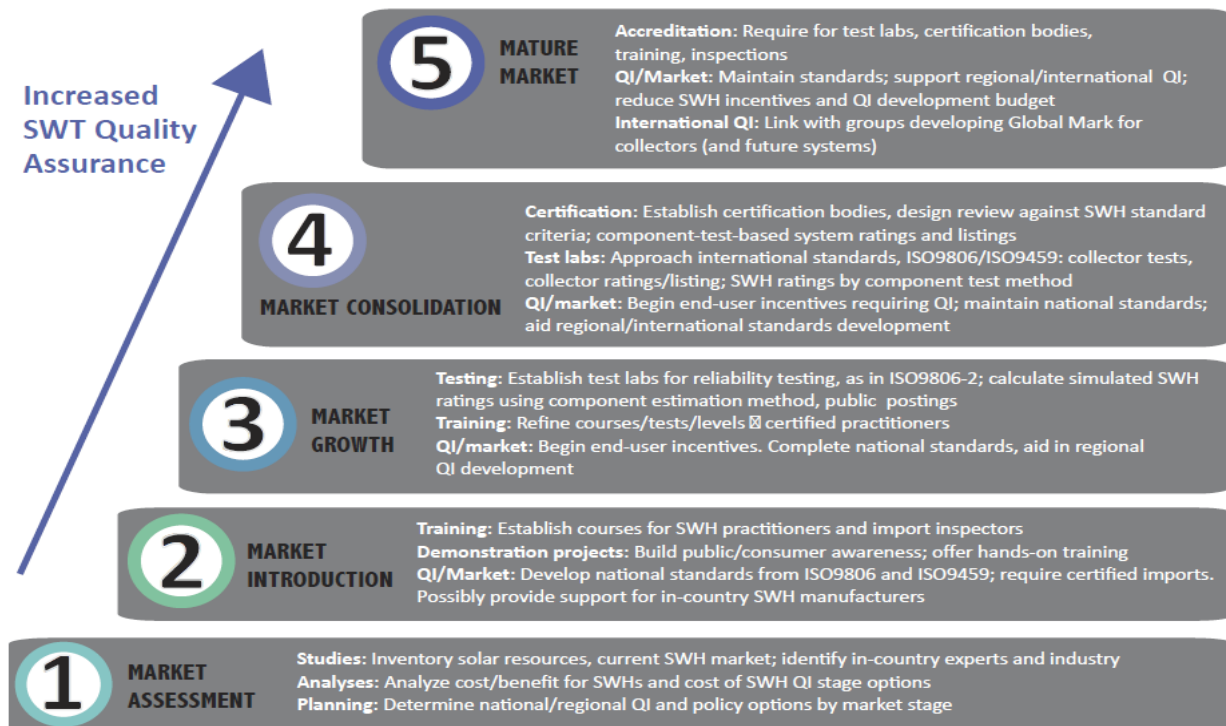 Increased
SWT Quality
Assurance
5
MATURE
MARKET
Accreditation: Require for test labs, certification bodies,
training, inspections
QI/Market: Maintain standards; support regional/international QI;
reduce SWH incentives and QI development budget
International QI: Link with groups developing Global Mark for
collectors (and future systems)
4
MARKET CONSOLIDATION
Certification: Establish certification bodies, design review against SWH standard
criteria; component-test-based system ratings and listings
Test labs: Approach international standards, ISO9806/ISO9459: collector tests,
collector ratings/listing; SWH ratings by component test method
QI/market: Begin end-user incentives requiring QI; maintain national standards;
aid regional/international standards development
3
MARKET
GROWTH
Testing: Establish test labs for reliability testing, as in ISO9806-2; calculate simulated SWH
ratings using component estimation method, public postings
Training: Refine courses/tests/levels certified practitioners
QI/market: Begin end-user incentives. Complete national standards, aid in regional
QI development
2
MARKET
INTRODUCTION
Training: Establish courses for SWH practitioners and import inspectors
Demonstration projects: Build public/consumer awareness; offer hands-on training
QI/Market: Develop national standards from ISO9806 and ISO9459; require certified imports.
Possibly provide support for in-country SWH manufacturers
1
MARKET
ASSESSMENT
Studies: Inventory solar resources, current SWH market; identify in-country experts and industry
Analyses: Analyze cost/benefit for SWHs and cost of SWH QI stage options
Planning: Determine national/regional QI and policy options by market stage